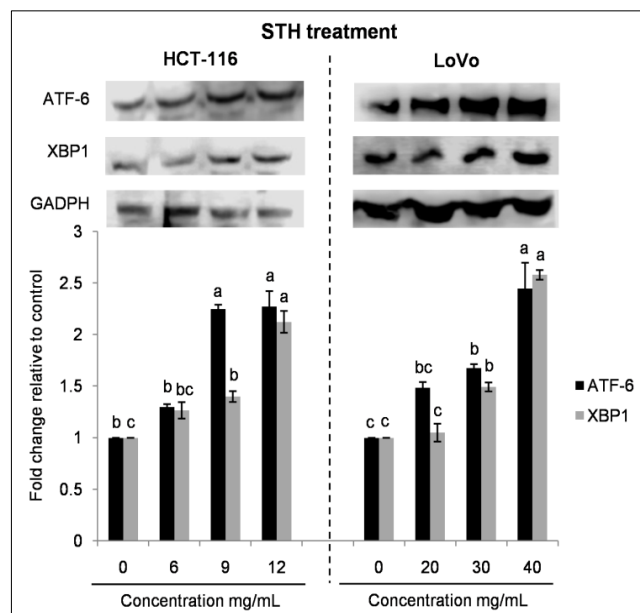 STH treatment
HCT-116 LoVo
ATF-6
XBP1
GADPH
Fold change relative to control
3
2.5
2
1.5
1
0.5
0
b c
b bc
a b
a a
c c
bc c
b b
a a
ATF-6
XBP1
0 6 9 12 0 20 30 40
Concentration mg/mL Concentration mg/mL